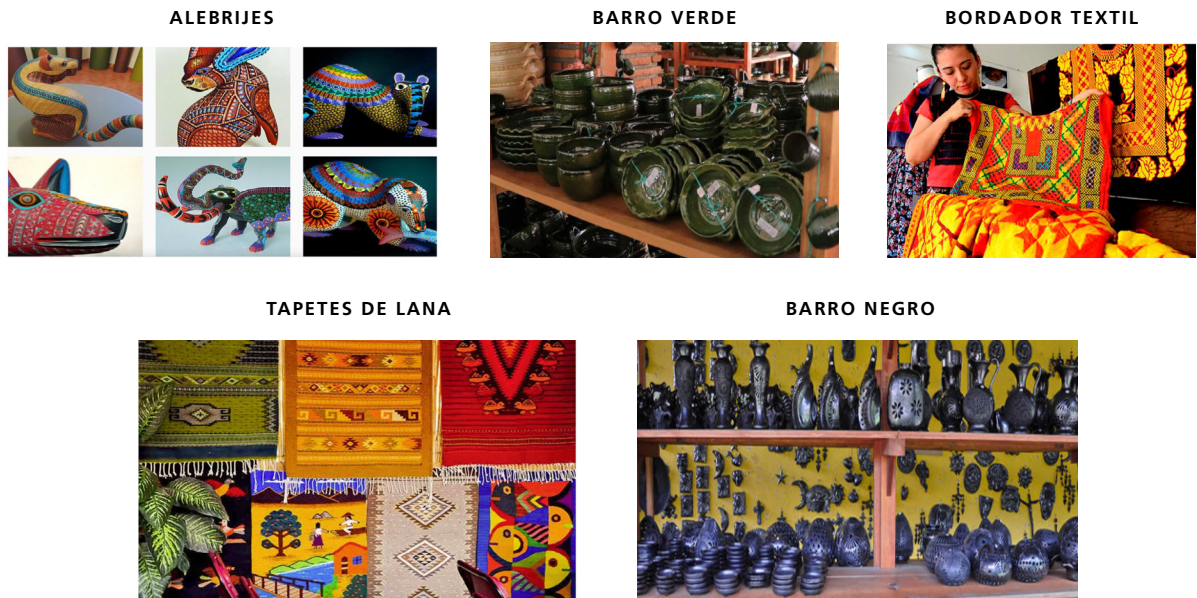 ALEBRIJES
BARRO VERDE
BORDADOR TEXTIL
TAPETES DE LANA
BARRO NEGRO